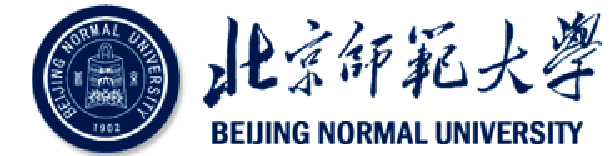 BEIJING NORMAL UNIVERSITY
1902
北京師範大學
BEIJING NORMAL UNIVERSITY